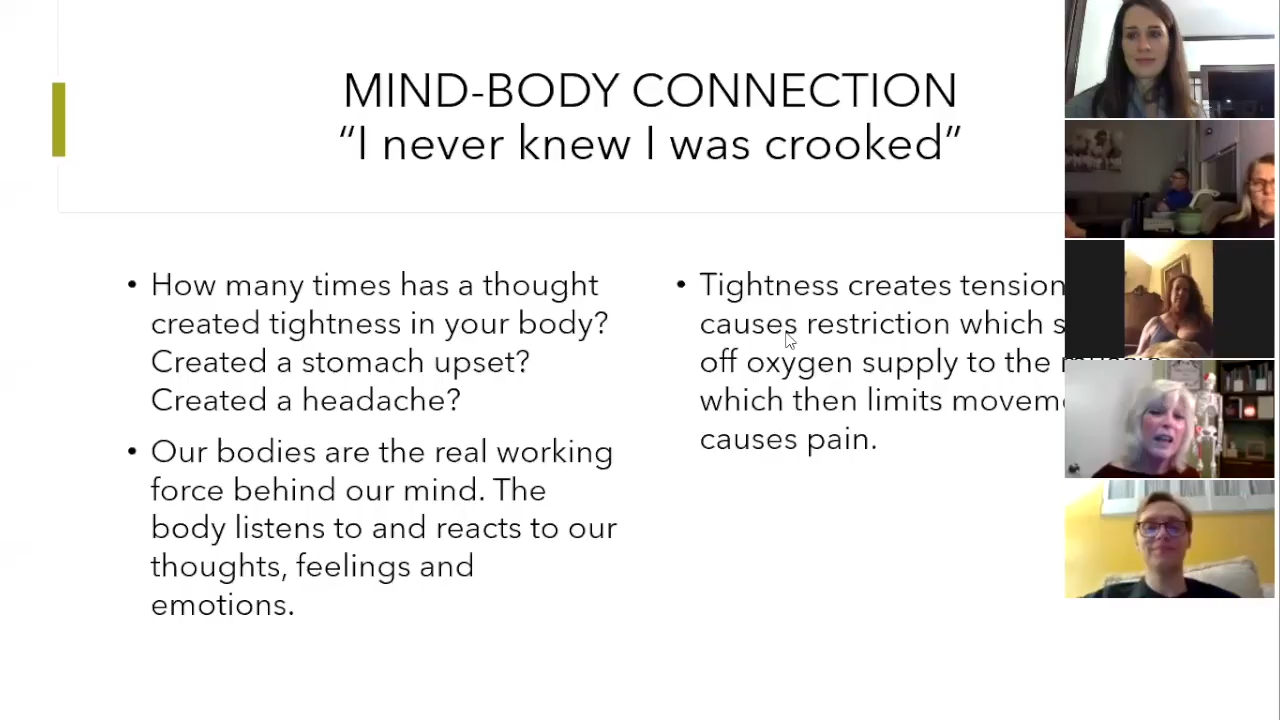 MIND-BODY CONNECTION
“I never knew I was crooked”
• How many times has a thought
created tightness in your body?
Created a stomach upset?
Created a headache?
• Our bodies are the real working
force behind our mind. The
body listens to and reacts to our
thoughts, feelings and
emotions.
• Tightness creates tension
causes restriction which
off oxygen supply to the
which then limits
causes pain.